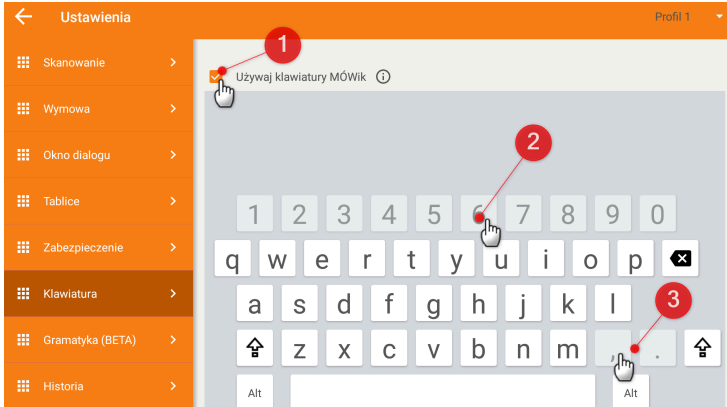 Ustawienia
Profil 1
1
Skanowanie
Używaj klawiatury MÓWik
Wymowa
2
Okno dialogu
Tablice
1 2 3 4 5 6 7 8 9 0
Zabezpieczenie
q w e r t y u i o p
Klawiatura
a s d f g h j k l
3
Gramatyka (BETA)
z x c v b n m , .
Historia
Alt
Alt